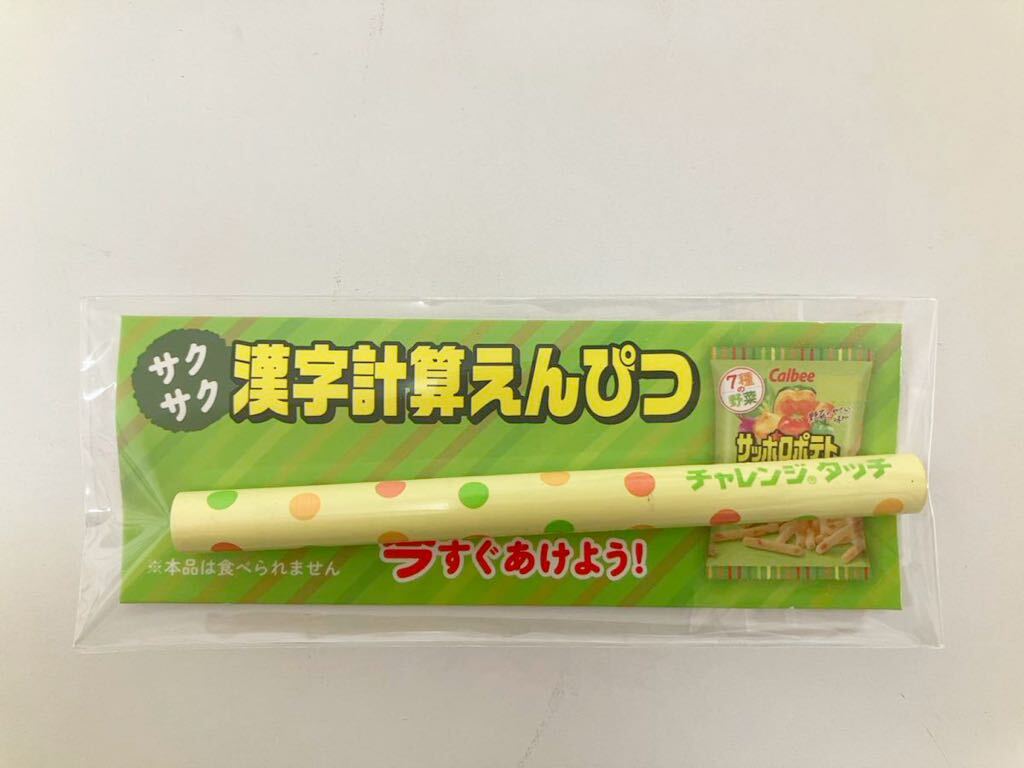 サク
サク
漢字計算えんぴつ
Calbee
7種
の
野菜
サッポロポテト
チャレンジ®タッチ
今すぐあけよう!
※本品は食べられません